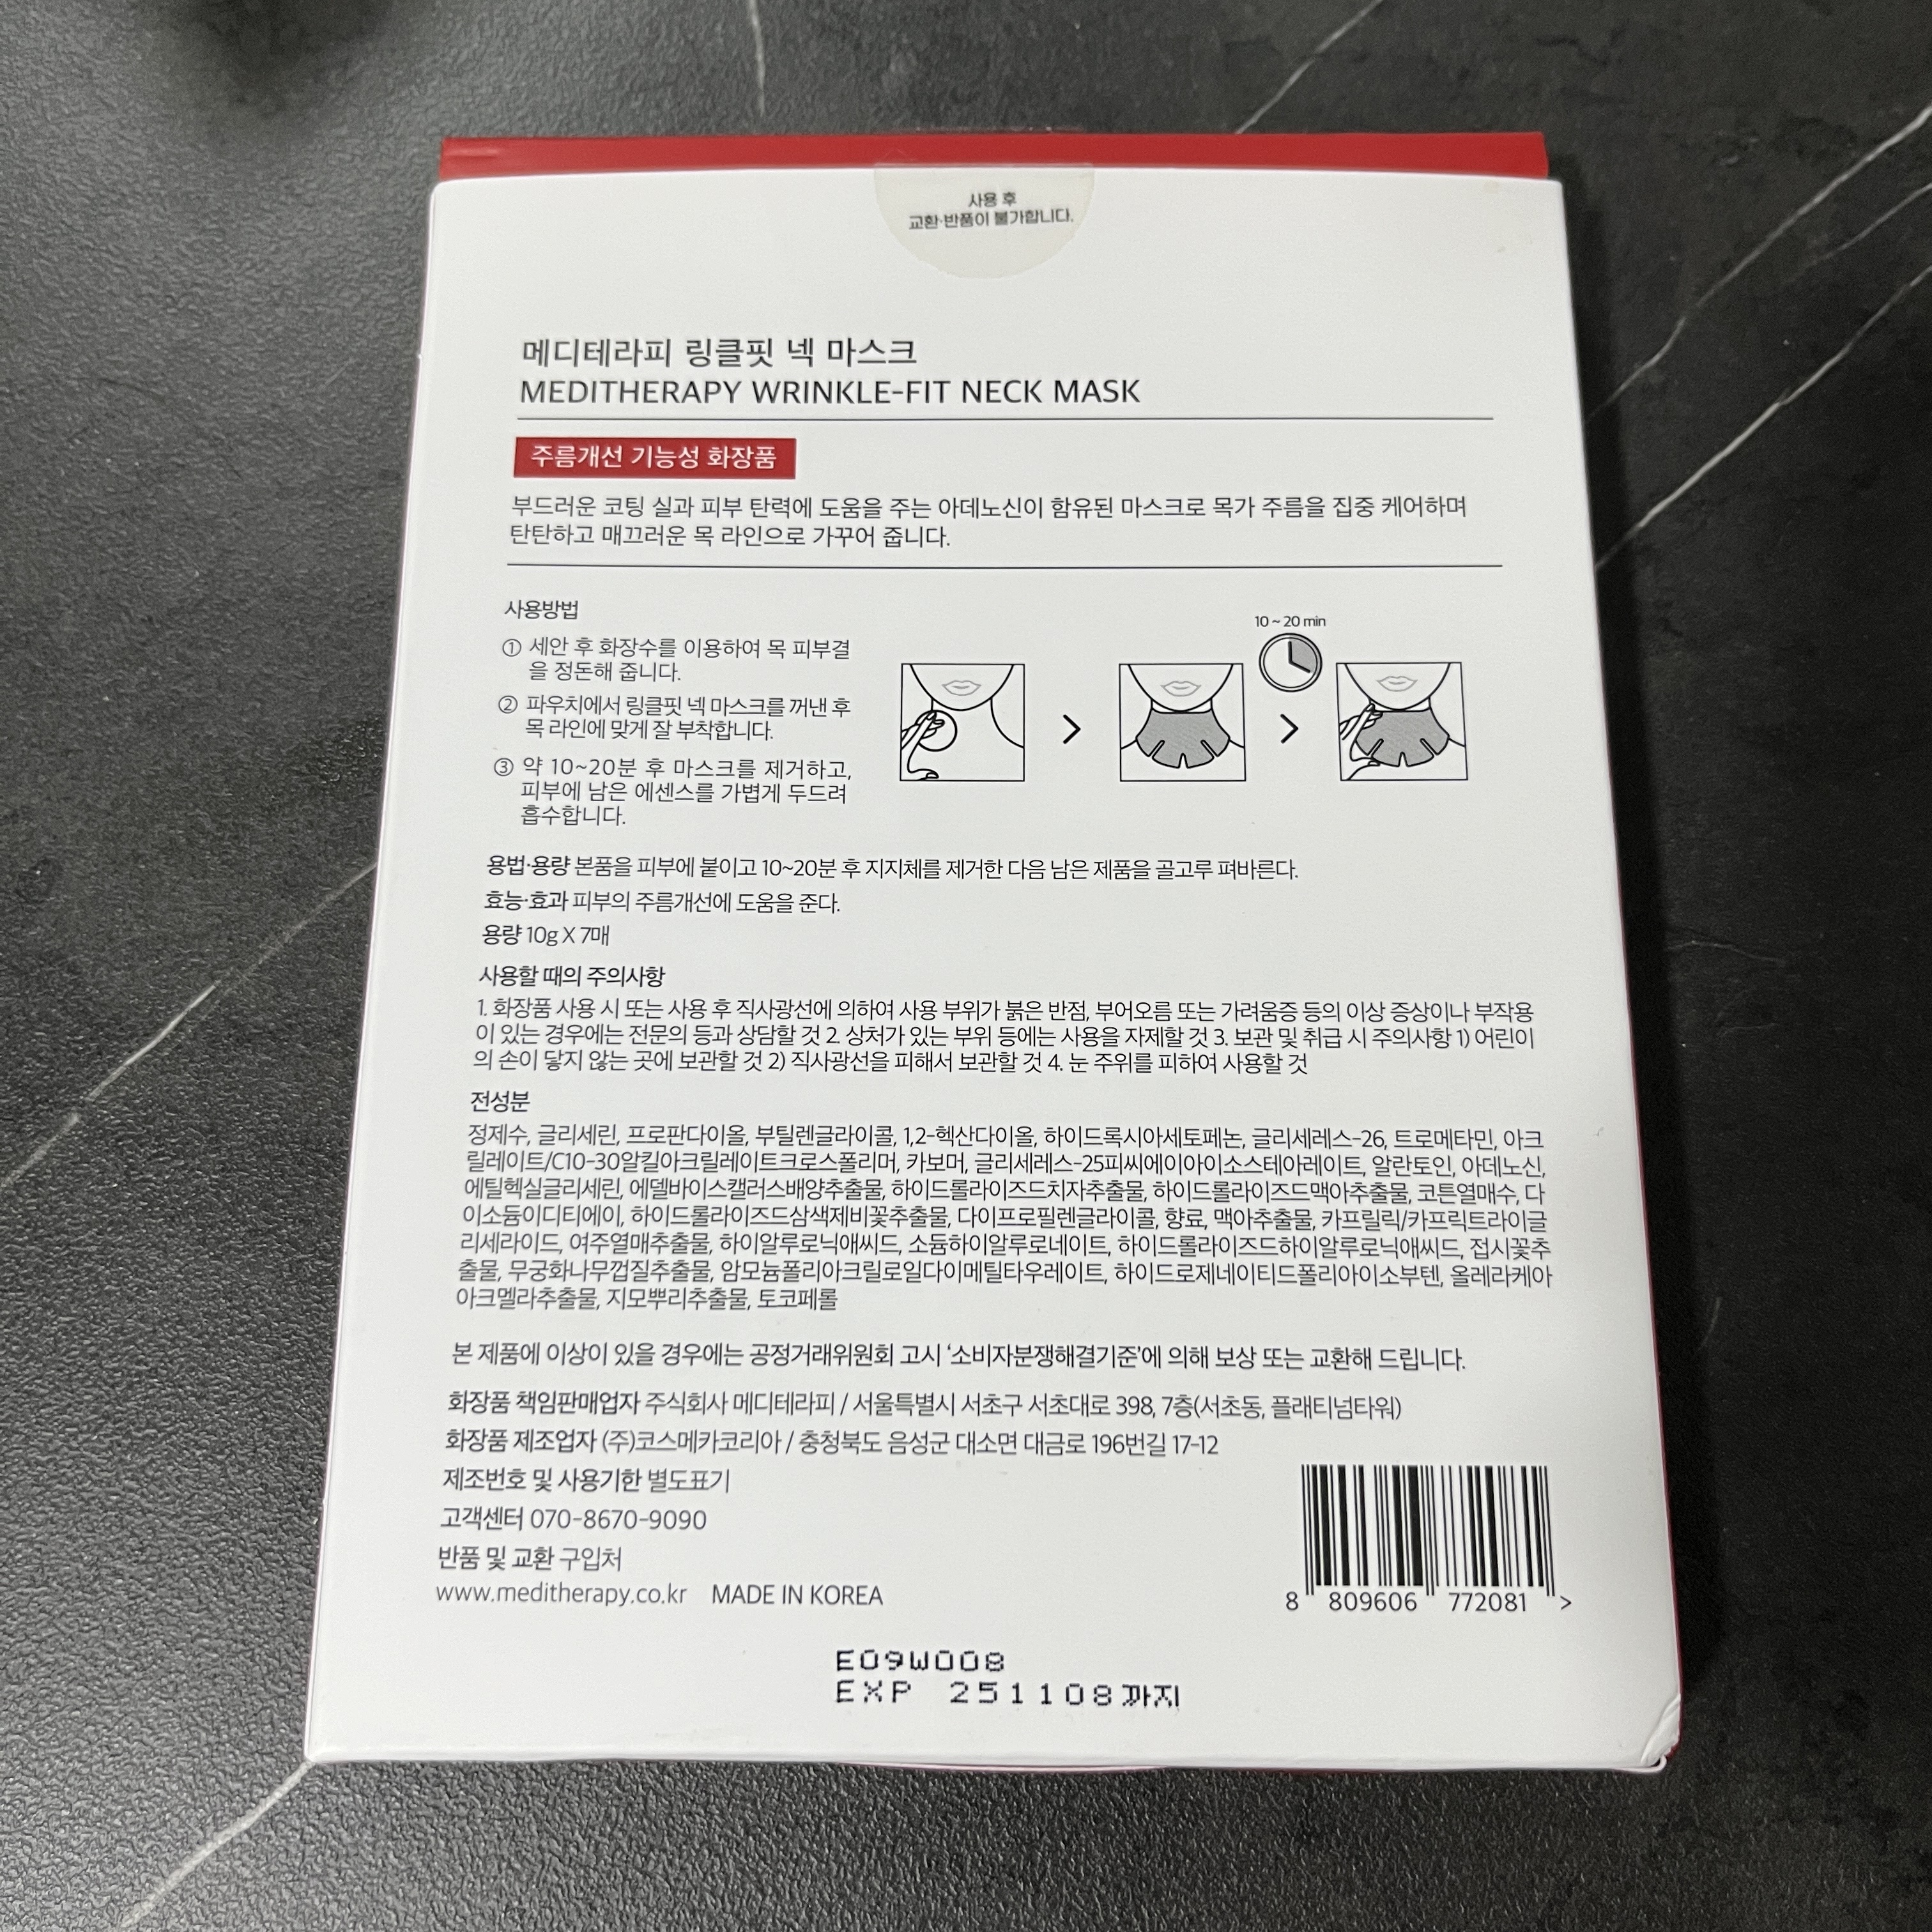 사용 후
교환·반품이 불가합니다.
메디테라피 링클핏 넥 마스크
MEDITHERAPY WRINKLE-FIT NECK MASK
주름개선 기능성 화장품
부드러운 코팅 실과 피부 탄력에 도움을 주는 아데노신이 함유된 마스크로 목가 주름을 집중 케어하며
탄탄하고 매끄러운 목 라인으로 가꾸어 줍니다.
사용방법
① 세안 후 화장수를 이용하여 목 피부결
을 정돈해 줍니다.
② 파우치에서 링클핏 넥 마스크를 꺼낸 후
목 라인에 맞게 잘 부착합니다.
③ 약 10~20분 후 마스크를 제거하고,
피부에 남은 에센스를 가볍게 두드려
흡수합니다.
10 ~ 20 min
용법·용량 본품을 피부에 붙이고 10~20분 후 지지체를 제거한 다음 남은 제품을 골고루 펴바른다.
효능·효과 피부의 주름개선에 도움을 준다.
용량 10g X 7매
사용할 때의 주의사항
1. 화장품 사용 시 또는 사용 후 직사광선에 의하여 사용 부위가 붉은 반점, 부어오름 또는 가려움증 등의 이상 증상이나 부작용
이 있는 경우에는 전문의 등과 상담할 것 2. 상처가 있는 부위 등에는 사용을 자제할 것 3. 보관 및 취급 시 주의사항 1) 어린이
의 손이 닿지 않는 곳에 보관할 것 2) 직사광선을 피해서 보관할 것 4. 눈 주위를 피하여 사용할 것
전성분
정제수, 글리세린, 프로판다이올, 부틸렌글라이콜, 1,2-헥산다이올, 하이드록시아세토페논, 글리세레스-26, 트로메타민, 아크
릴레이트/C10-30알킬아크릴레이트크로스폴리머, 카보머, 글리세레스-25피씨에이아이소스테아레이트, 알란토인, 아데노신,
에틸헥실글리세린, 에델바이스캘러스배양추출물, 하이드롤라이즈드치자추출물, 하이드롤라이즈드맥아추출물, 코튼열매수, 다
이소듐이디티에이, 하이드롤라이즈드삼색제비꽃추출물, 다이프로필렌글라이콜, 향료, 맥아추출물, 카프릴릭/카프릭트라이글
리세라이드, 여주열매추출물, 하이알루로닉애씨드, 소듐하이알루로네이트, 하이드롤라이즈드하이알루로닉애씨드, 접시꽃추
출물, 무궁화나무껍질추출물, 암모늄폴리아크릴로일다이메틸타우레이트, 하이드로제네이티드폴리아이소부텐, 올레라케아
아크멜라추출물, 지모뿌리추출물, 토코페롤
본 제품에 이상이 있을 경우에는 공정거래위원회 고시 ‘소비자분쟁해결기준’에 의해 보상 또는 교환해 드립니다.
화장품 책임판매업자 주식회사 메디테라피 / 서울특별시 서초구 서초대로 398, 7층(서초동, 플래티넘타워)
화장품 제조업자 (주)코스메카코리아 / 충청북도 음성군 대소면 대금로 196번길 17-12
제조번호 및 사용기한 별도표기
고객센터 070-8670-9090
반품 및 교환 구입처
www.meditherapy.co.kr MADE IN KOREA
8 809606 772081 >
E09W008
EXP 251108까지